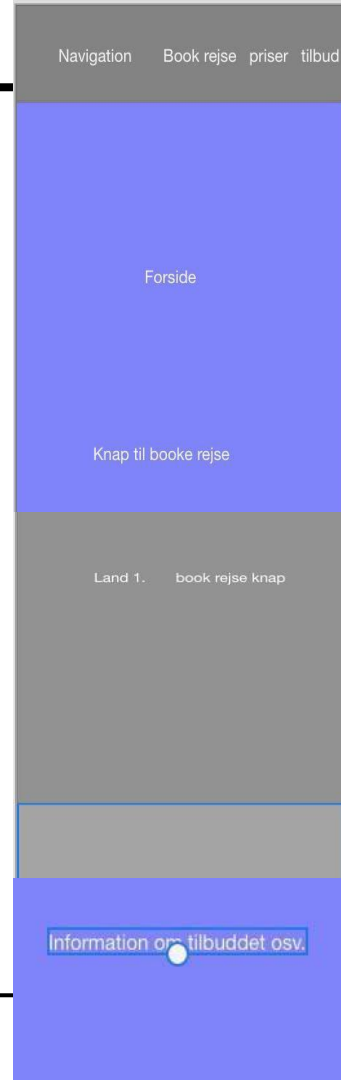 Navigation Book rejse priser tilbud
Forside
Knap til booke rejse
Land 1. book rejse knap
Information om tilbuddet osv.